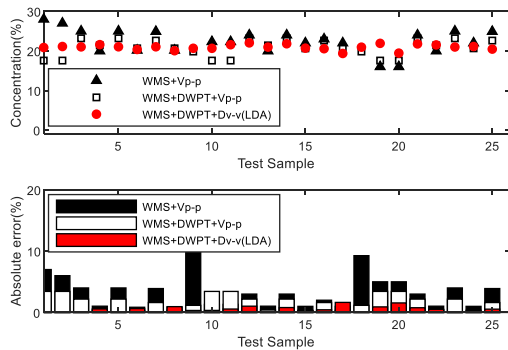 Concentration(%)
30
20
10
0
WMS+Vp-p
WMS+DWPT+Vp-p
WMS+DWPT+Dv-v(LDA)
5
10
15
20
25
Test Sample
Absolute error(%)
20
10
0
WMS+Vp-p
WMS+DWPT+Vp-p
WMS+DWPT+Dv-v(LDA)
5
10
15
20
25
Test Sample